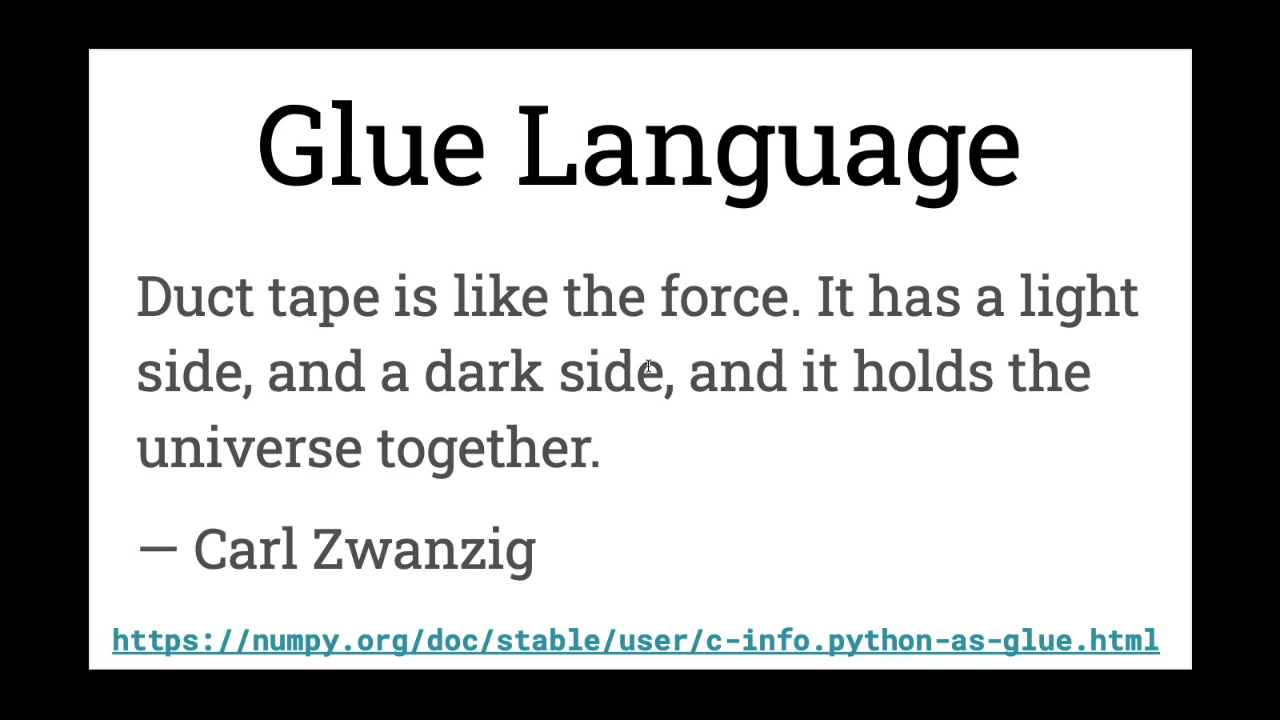 Glue Language
Duct tape is like the force. It has a light
side, and a dark side, and it holds the
universe together.
— Carl Zwanzig
https://numpy.org/doc/stable/user/c-info.python-as-glue.html